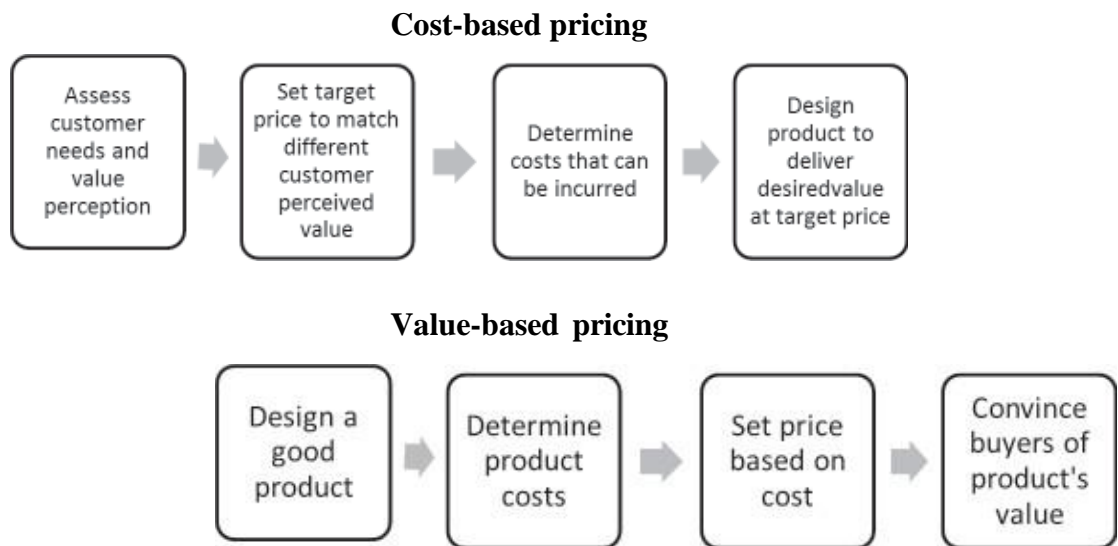 Cost-based pricing
Assess
customer
needs and
value
perception
Set target
price to match
different
customer
perceived
value
Determine
costs that can
be incurred
Design
product to
deliver
desiredvalue
at target price
Value-based pricing
Design a
good
product
Determine
product
costs
Set price
based on
cost
Convince
buyers of
product's
value